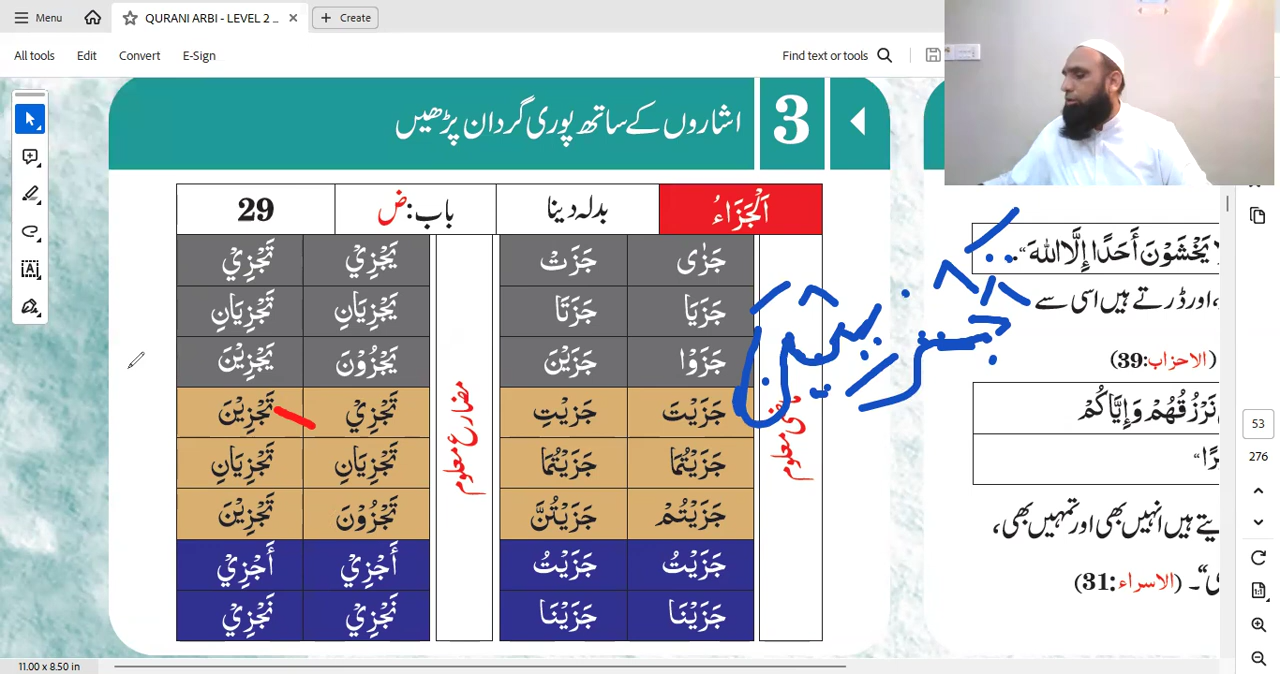 Menu QURANI ARBI - LEVEL 2 ... Create
All tools Edit Convert E-Sign Find text or tools
3 اشاروں کے ساتھ پوری گردان پڑھیں
اَلْجَزَاءُ بدلہ دینا باب: ض 29
جَزٰی جَزَتْ يَجْزِيْ تَجْزِيْ
جَزَيَا جَزَتَا يَجْزِيَانِ تَجْزِيَانِ
جَزَوْا جَزَيْنَ يَجْزُوْنَ يَجْزِيْنَ
جَزَيْتَ جَزَيْتِ تَجْزِيْ تَجْزِيْنَ
جَزَيْتُمَا جَزَيْتُمَا تَجْزِيَانِ تَجْزِيَانِ
جَزَيْتُمْ جَزَيْتُنَّ تَجْزُوْنَ تَجْزِيْنَ
جَزَيْتُ جَزَيْتُ أَجْزِيْ أَجْزِيْ
جَزَيْنَا جَزَيْنَا نَجْزِيْ نَجْزِيْ
ماضی معلوم
مضارع معلوم
يَخْشَوْنَ أَحَدًا إِلَّا اللهَ“
، اور ڈرتے ہیں اسی سے
(الاحزاب:39)
نَرْزُقُهُمْ وَإِيَّاكُمْ
رًا“
یتے ہیں انہیں بھی اور تمہیں بھی،
ی“۔ (الاسراء:31)
53
276
11.00 x 8.50 in